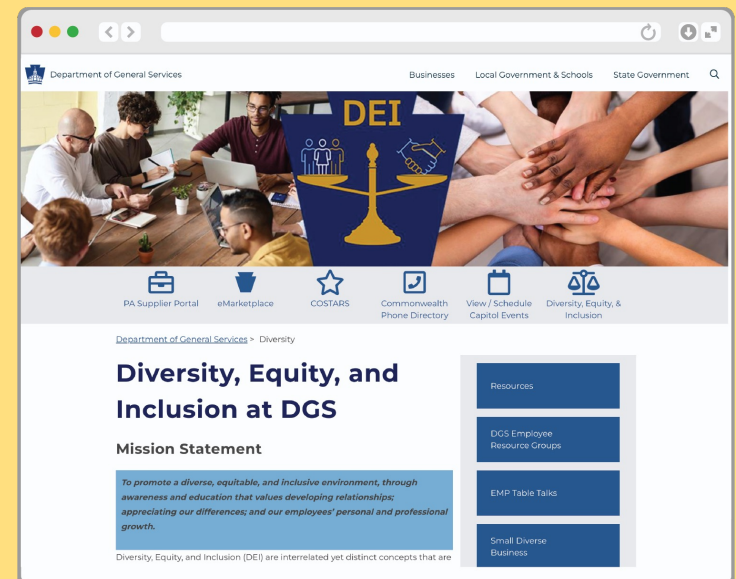 Department of General Services
Businesses
Local Government & Schools
State Government
DEI
PA Supplier Portal
eMarketplace
COSTARS
Commonwealth
Phone Directory
View / Schedule
Capitol Events
Diversity, Equity, &
Inclusion
Department of General Services > Diversity
Diversity, Equity, and
Inclusion at DGS
Mission Statement
To promote a diverse, equitable, and inclusive environment, through
awareness and education that values developing relationships;
appreciating our differences; and our employees' personal and professional
growth.
Diversity, Equity, and Inclusion (DEI) are interrelated yet distinct concepts that are
Resources
DGS Employee
Resource Groups
EMP Table Talks
Small Diverse
Business